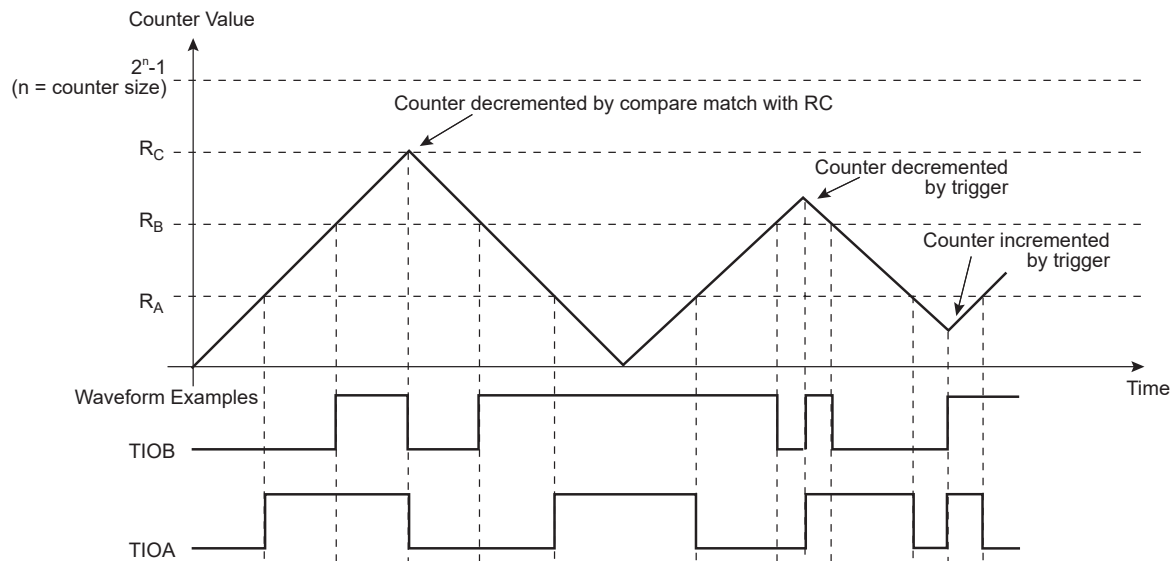 Counter Value
2ⁿ-1
(n = counter size)
Counter decremented by compare match with RC
R_C
Counter decremented
by trigger
R_B
Counter incremented
by trigger
R_A
Time
Waveform Examples
TIOB
TIOA